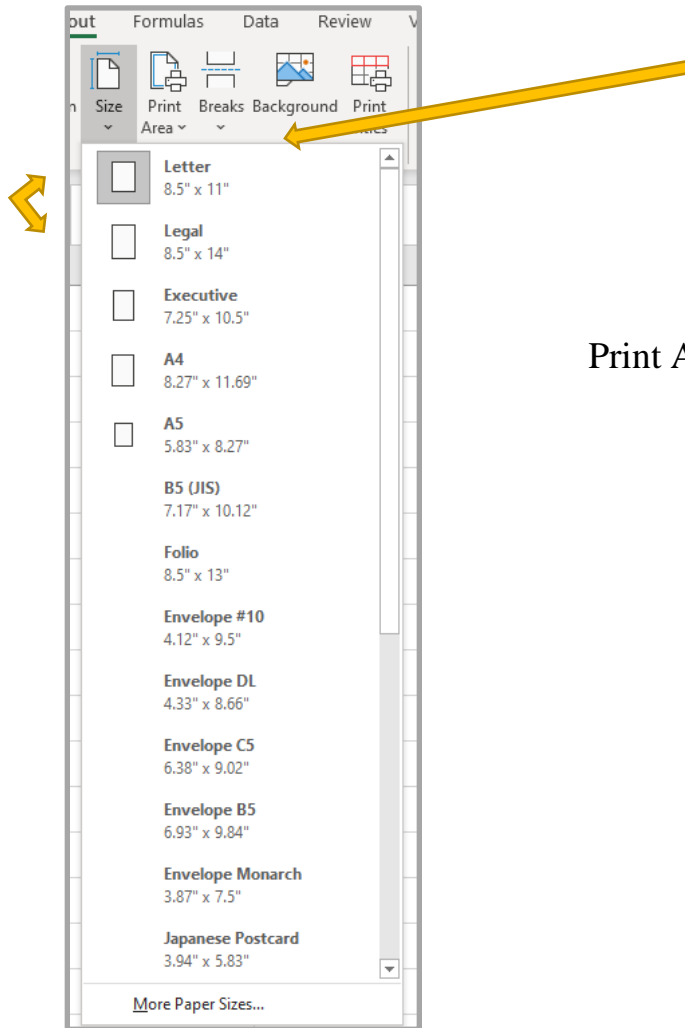 out Formulas Data Review V
n Size Print Breaks Background Print
Area
Letter
8.5" x 11"
Legal
8.5" x 14"
Executive
7.25" x 10.5"
A4
8.27" x 11.69"
A5
5.83" x 8.27"
Print A
B5 (JIS)
7.17" x 10.12"
Folio
8.5" x 13"
Envelope #10
4.12" x 9.5"
Envelope DL
4.33" x 8.66"
Envelope C5
6.38" x 9.02"
Envelope B5
6.93" x 9.84"
Envelope Monarch
3.87" x 7.5"
Japanese Postcard
3.94" x 5.83"
More Paper Sizes...